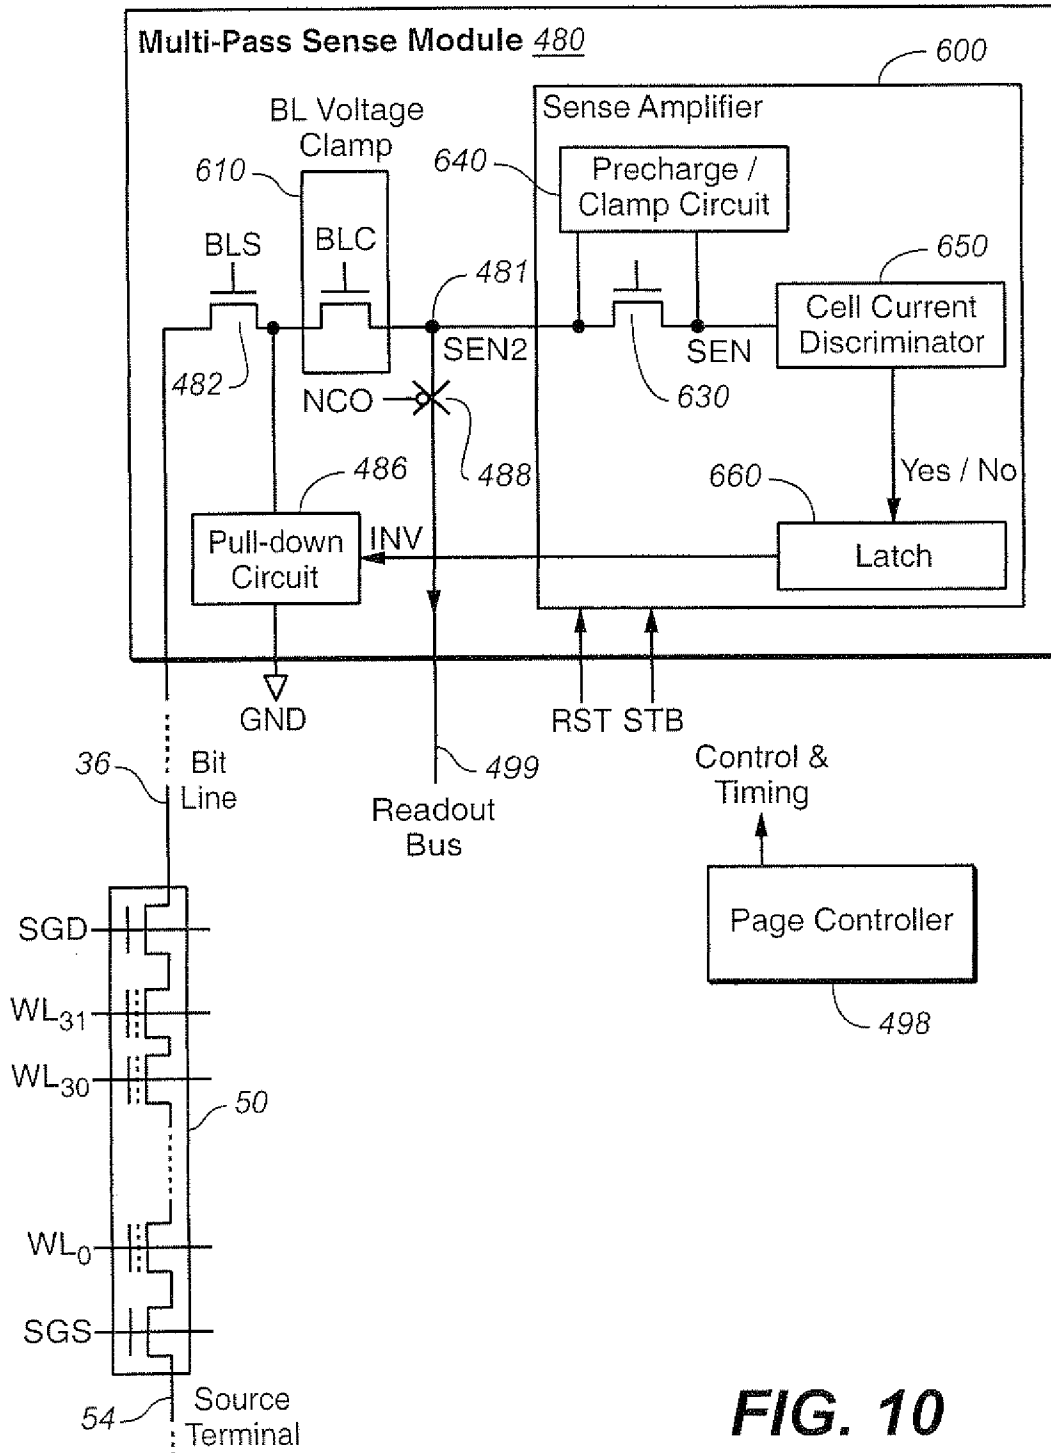 Multi-Pass Sense Module 480
600
BL Voltage
Clamp
610
Sense Amplifier
640
Precharge /
Clamp Circuit
BLS
BLC
481
650
Cell Current
Discriminator
SEN2
SEN
482
NCO
630
488
486
Yes / No
660
Pull-down
Circuit
INV
Latch
GND
RST STB
36
Bit
Line
499
Readout
Bus
Control &
Timing
Page Controller
498
SGD
WL31
WL30
50
WL0
SGS
54
Source
Terminal
FIG. 10